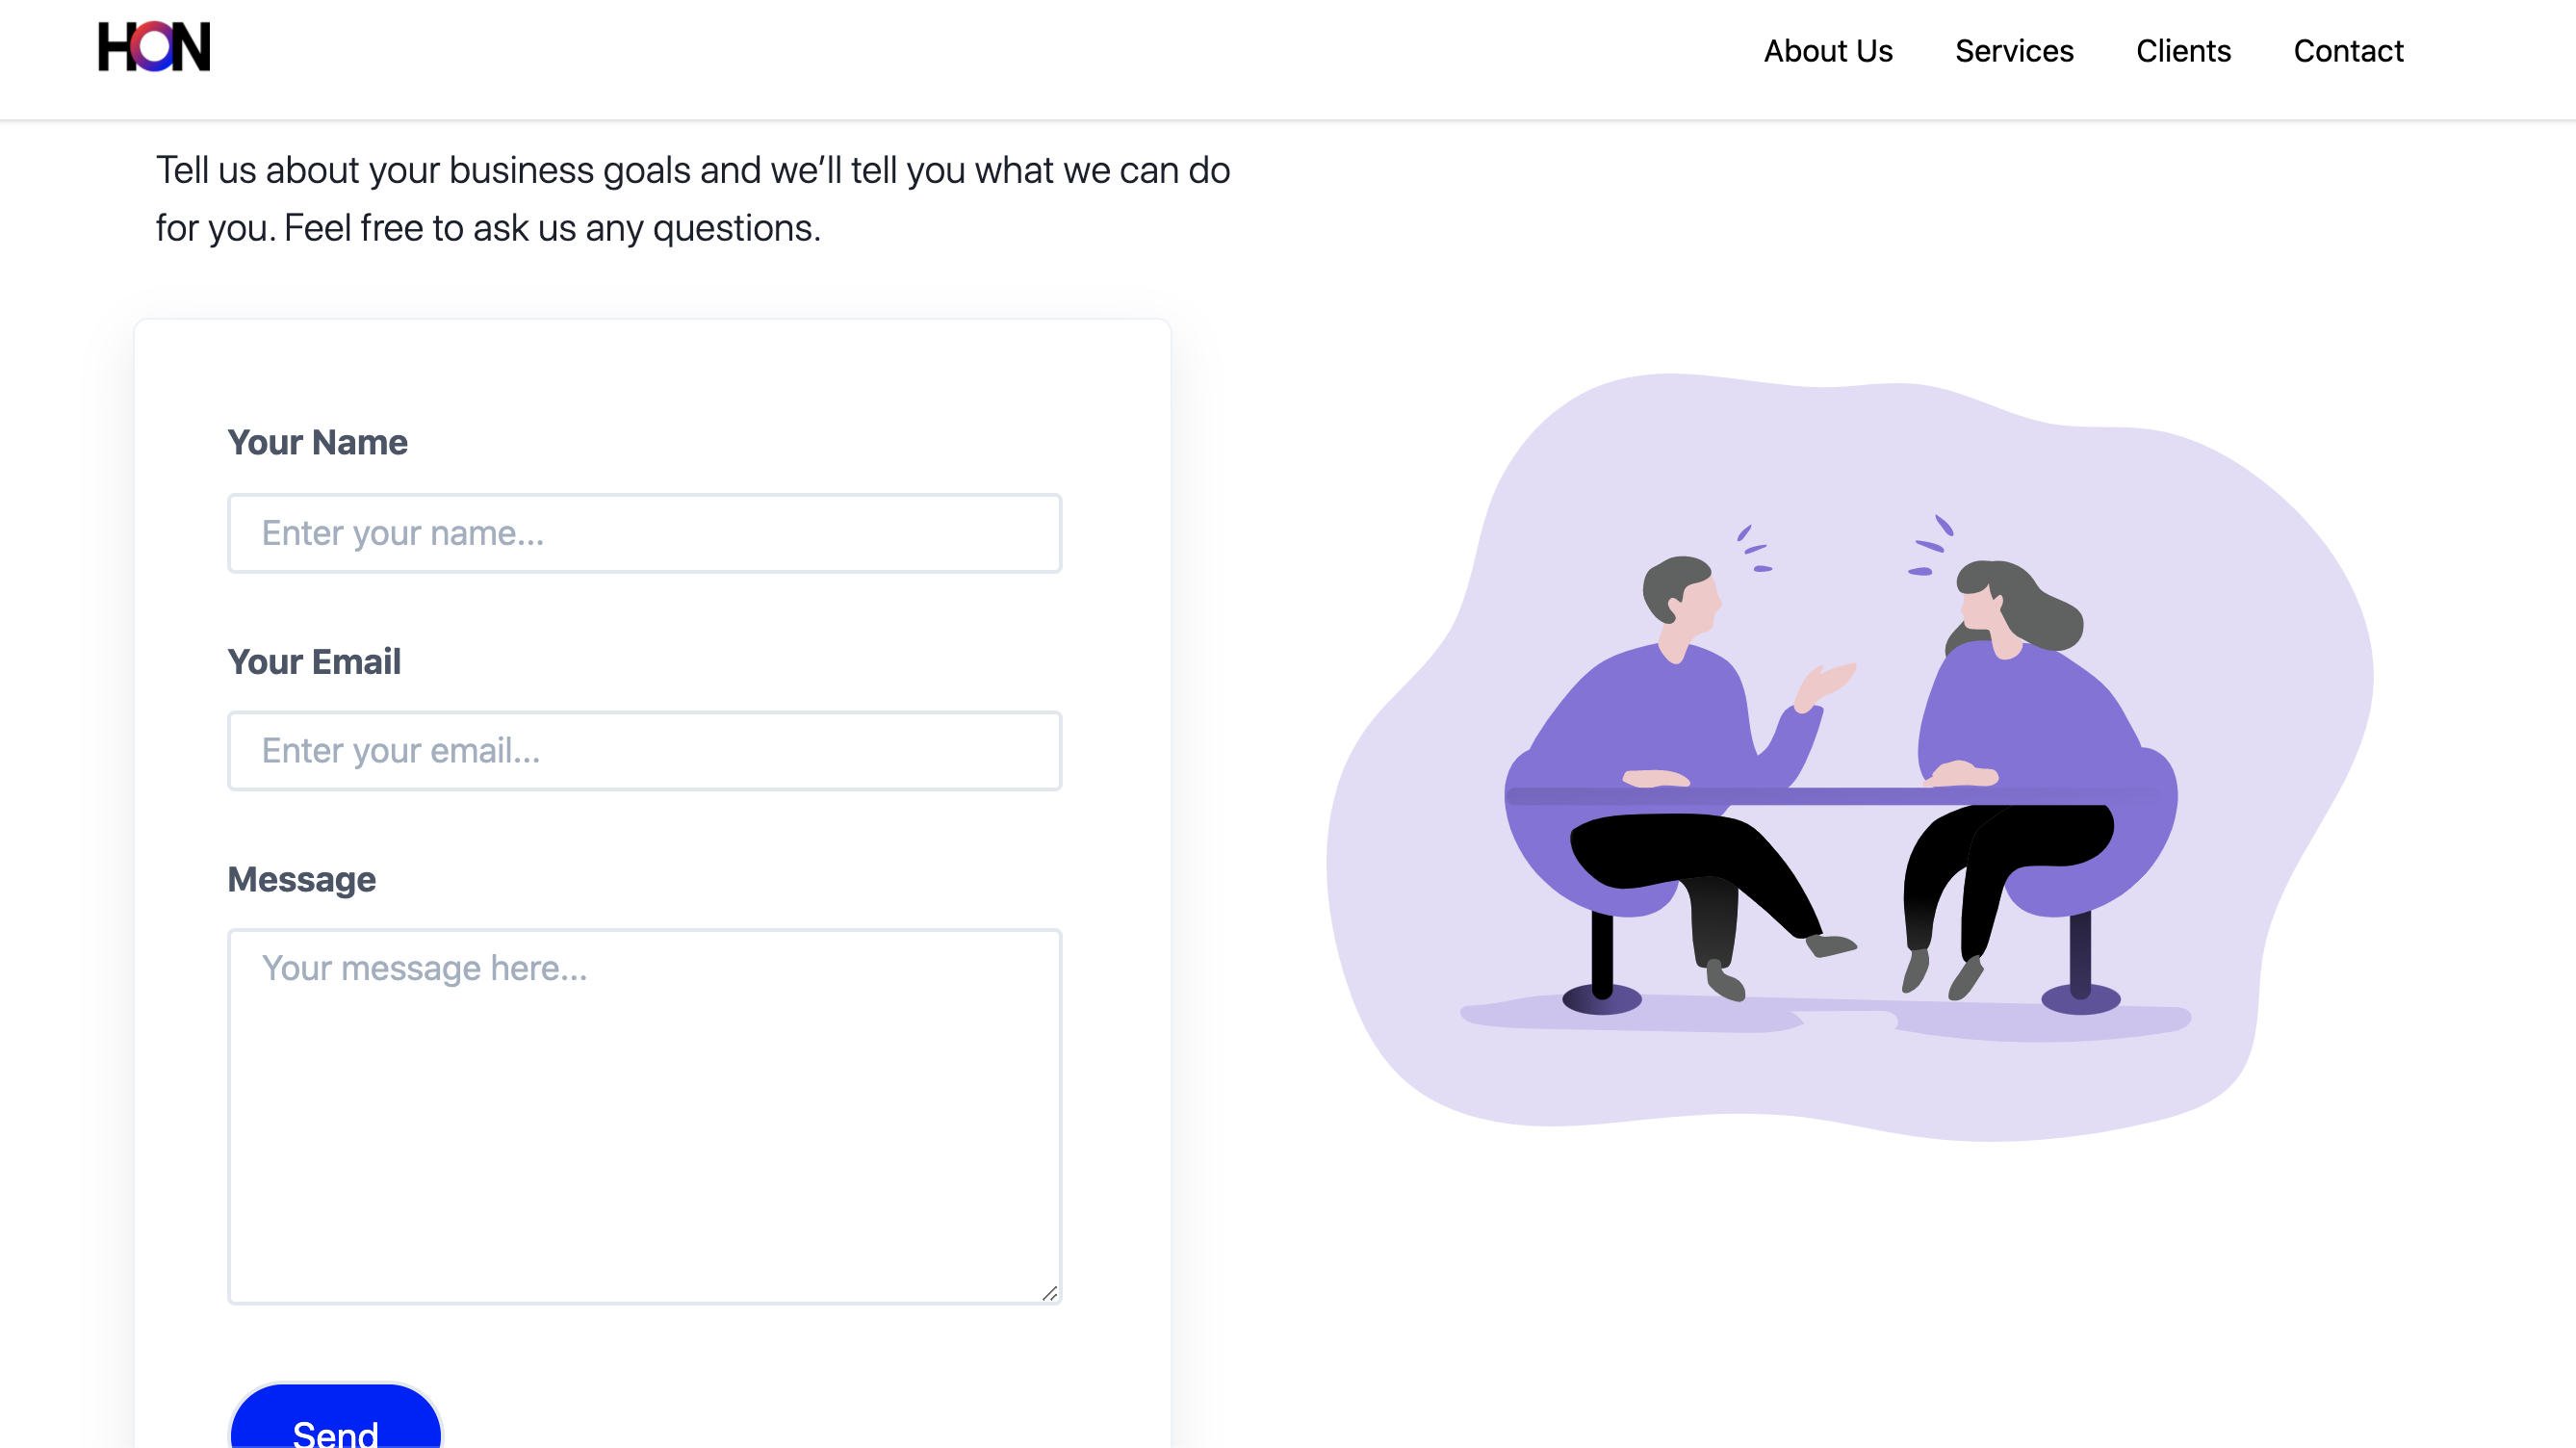 HON
About Us
Services
Clients
Contact
Tell us about your business goals and we’ll tell you what we can do
for you. Feel free to ask us any questions.
Your Name
Enter your name...
Your Email
Enter your email...
Message
Your message here...
Send